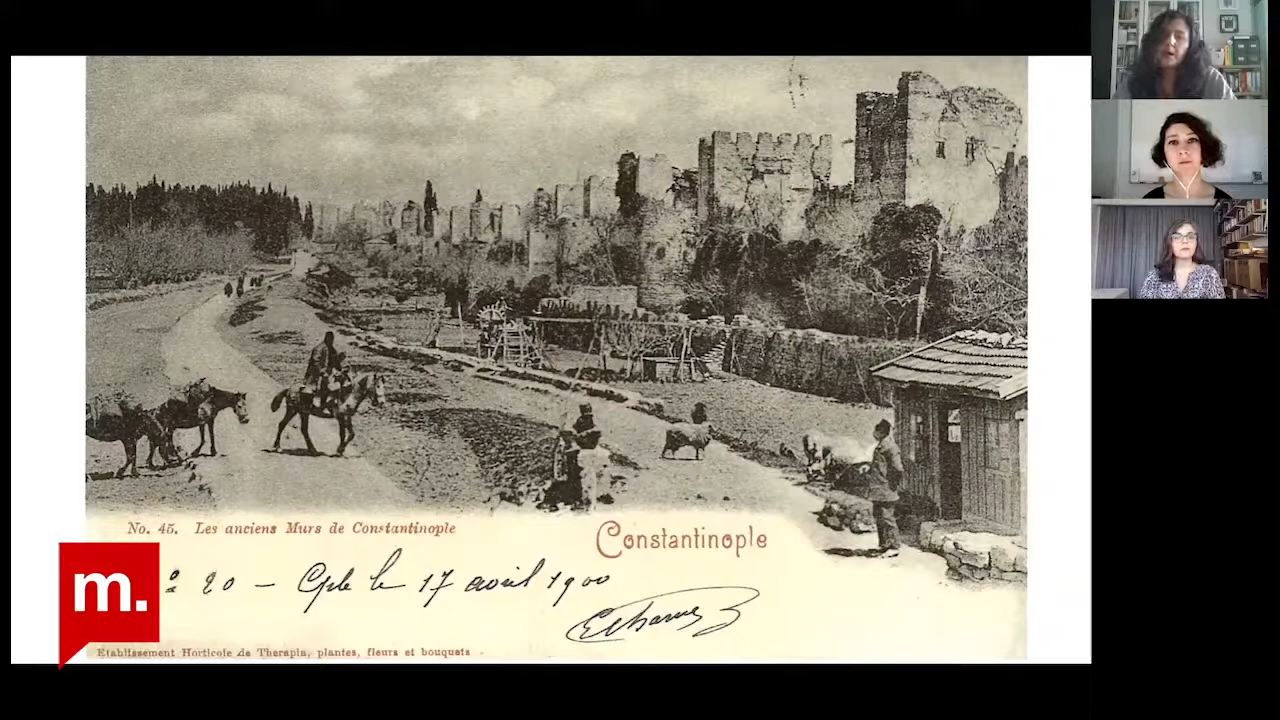 No. 45. Les anciens Murs de Constantinople
Constantinople
º 20 — Cple le 17 avril 1900
m.
Etablissement Horticole de Therapia, plantes, fleurs et bouquets